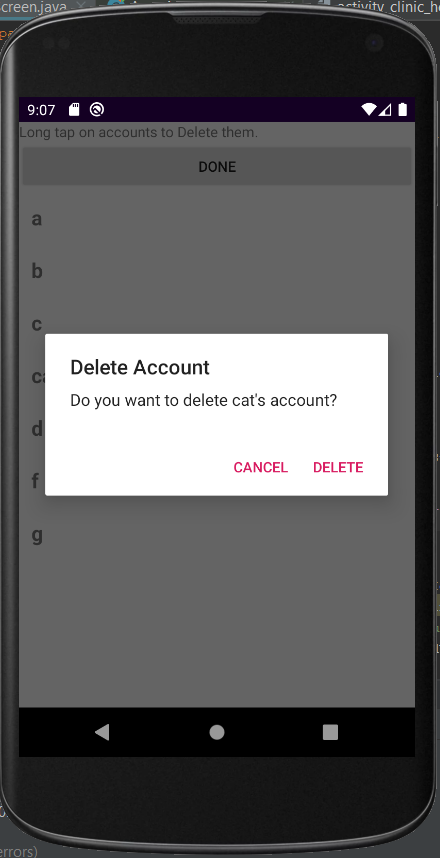 creen.java
activity_clinic_h
9:07
Long tap on accounts to Delete them.
DONE
a
b
c
ca
Delete Account
Do you want to delete cat's account?
d
CANCEL DELETE
f
g
errors)